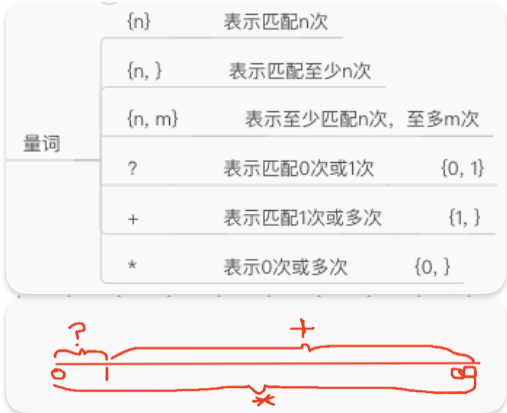 {n} 表示匹配n次
{n, } 表示匹配至少n次
{n, m} 表示至少匹配n次，至多m次
量词
? 表示匹配0次或1次 {0, 1}
+ 表示匹配1次或多次 {1, }
* 表示0次或多次 {0, }
? +
0 1
*